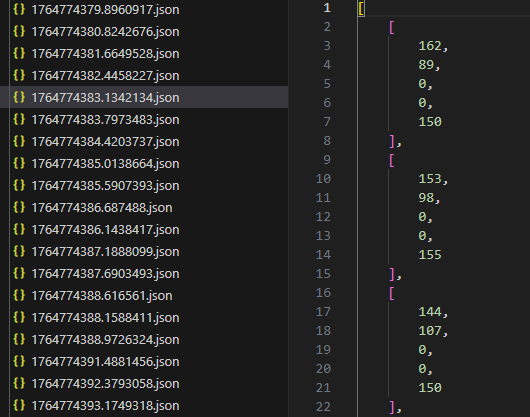 1764774379.8960917.json
1764774380.8242676.json
1764774381.6649528.json
1764774382.4458227.json
1764774383.1342134.json
1764774383.7973483.json
1764774384.4203737.json
1764774385.0138664.json
1764774385.5907393.json
1764774386.687488.json
1764774386.1438417.json
1764774387.1888099.json
1764774387.6903493.json
1764774388.616561.json
1764774388.1588411.json
1764774388.9726324.json
1764774391.4881456.json
1764774392.3793058.json
1764774393.1749318.json
1 [
2 [
3 162,
4 89,
5 0,
6 0,
7 150
8 ],
9 [
10 153,
11 98,
12 0,
13 0,
14 155
15 ],
16 [
17 144,
18 107,
19 0,
20 0,
21 150
22 ],